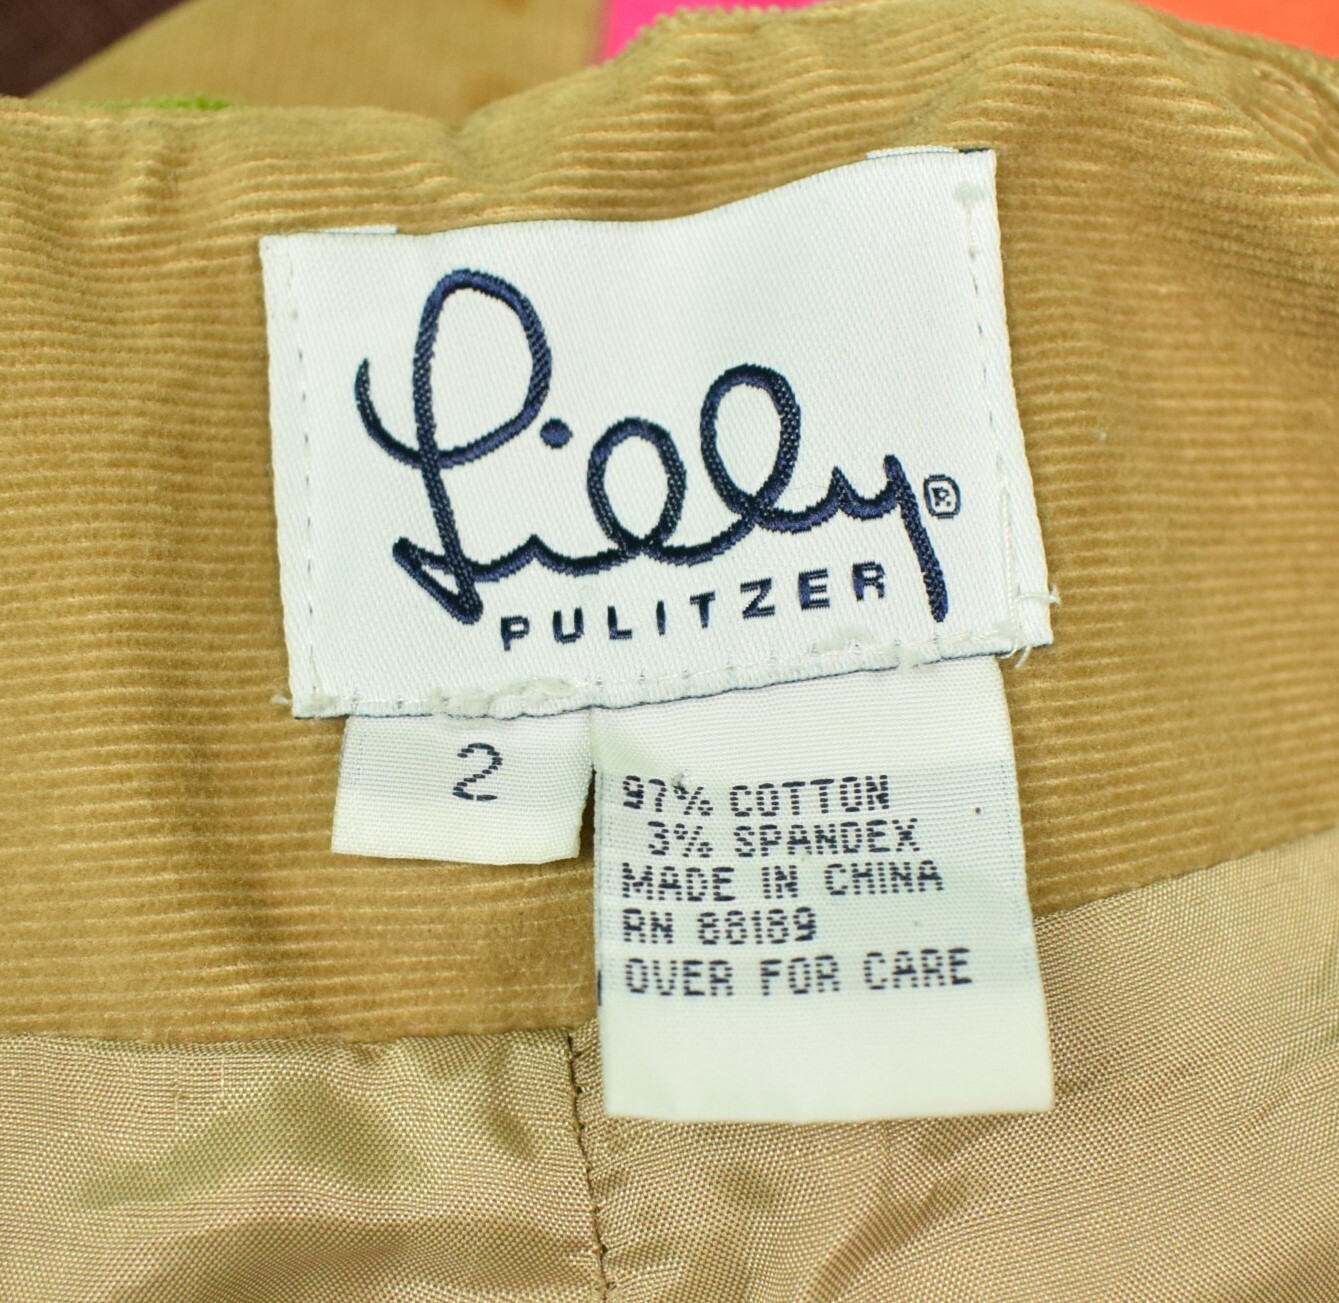 Lilly®
PULITZER
2
97% COTTON
3% SPANDEX
MADE IN CHINA
RN 88189
OVER FOR CARE